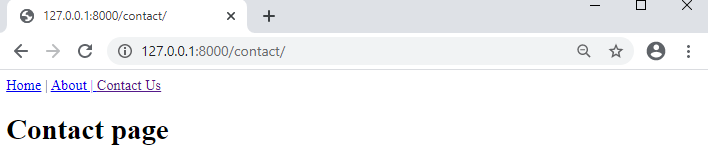 127.0.0.1:8000/contact/
127.0.0.1:8000/contact/
Home | About | Contact Us
Contact page